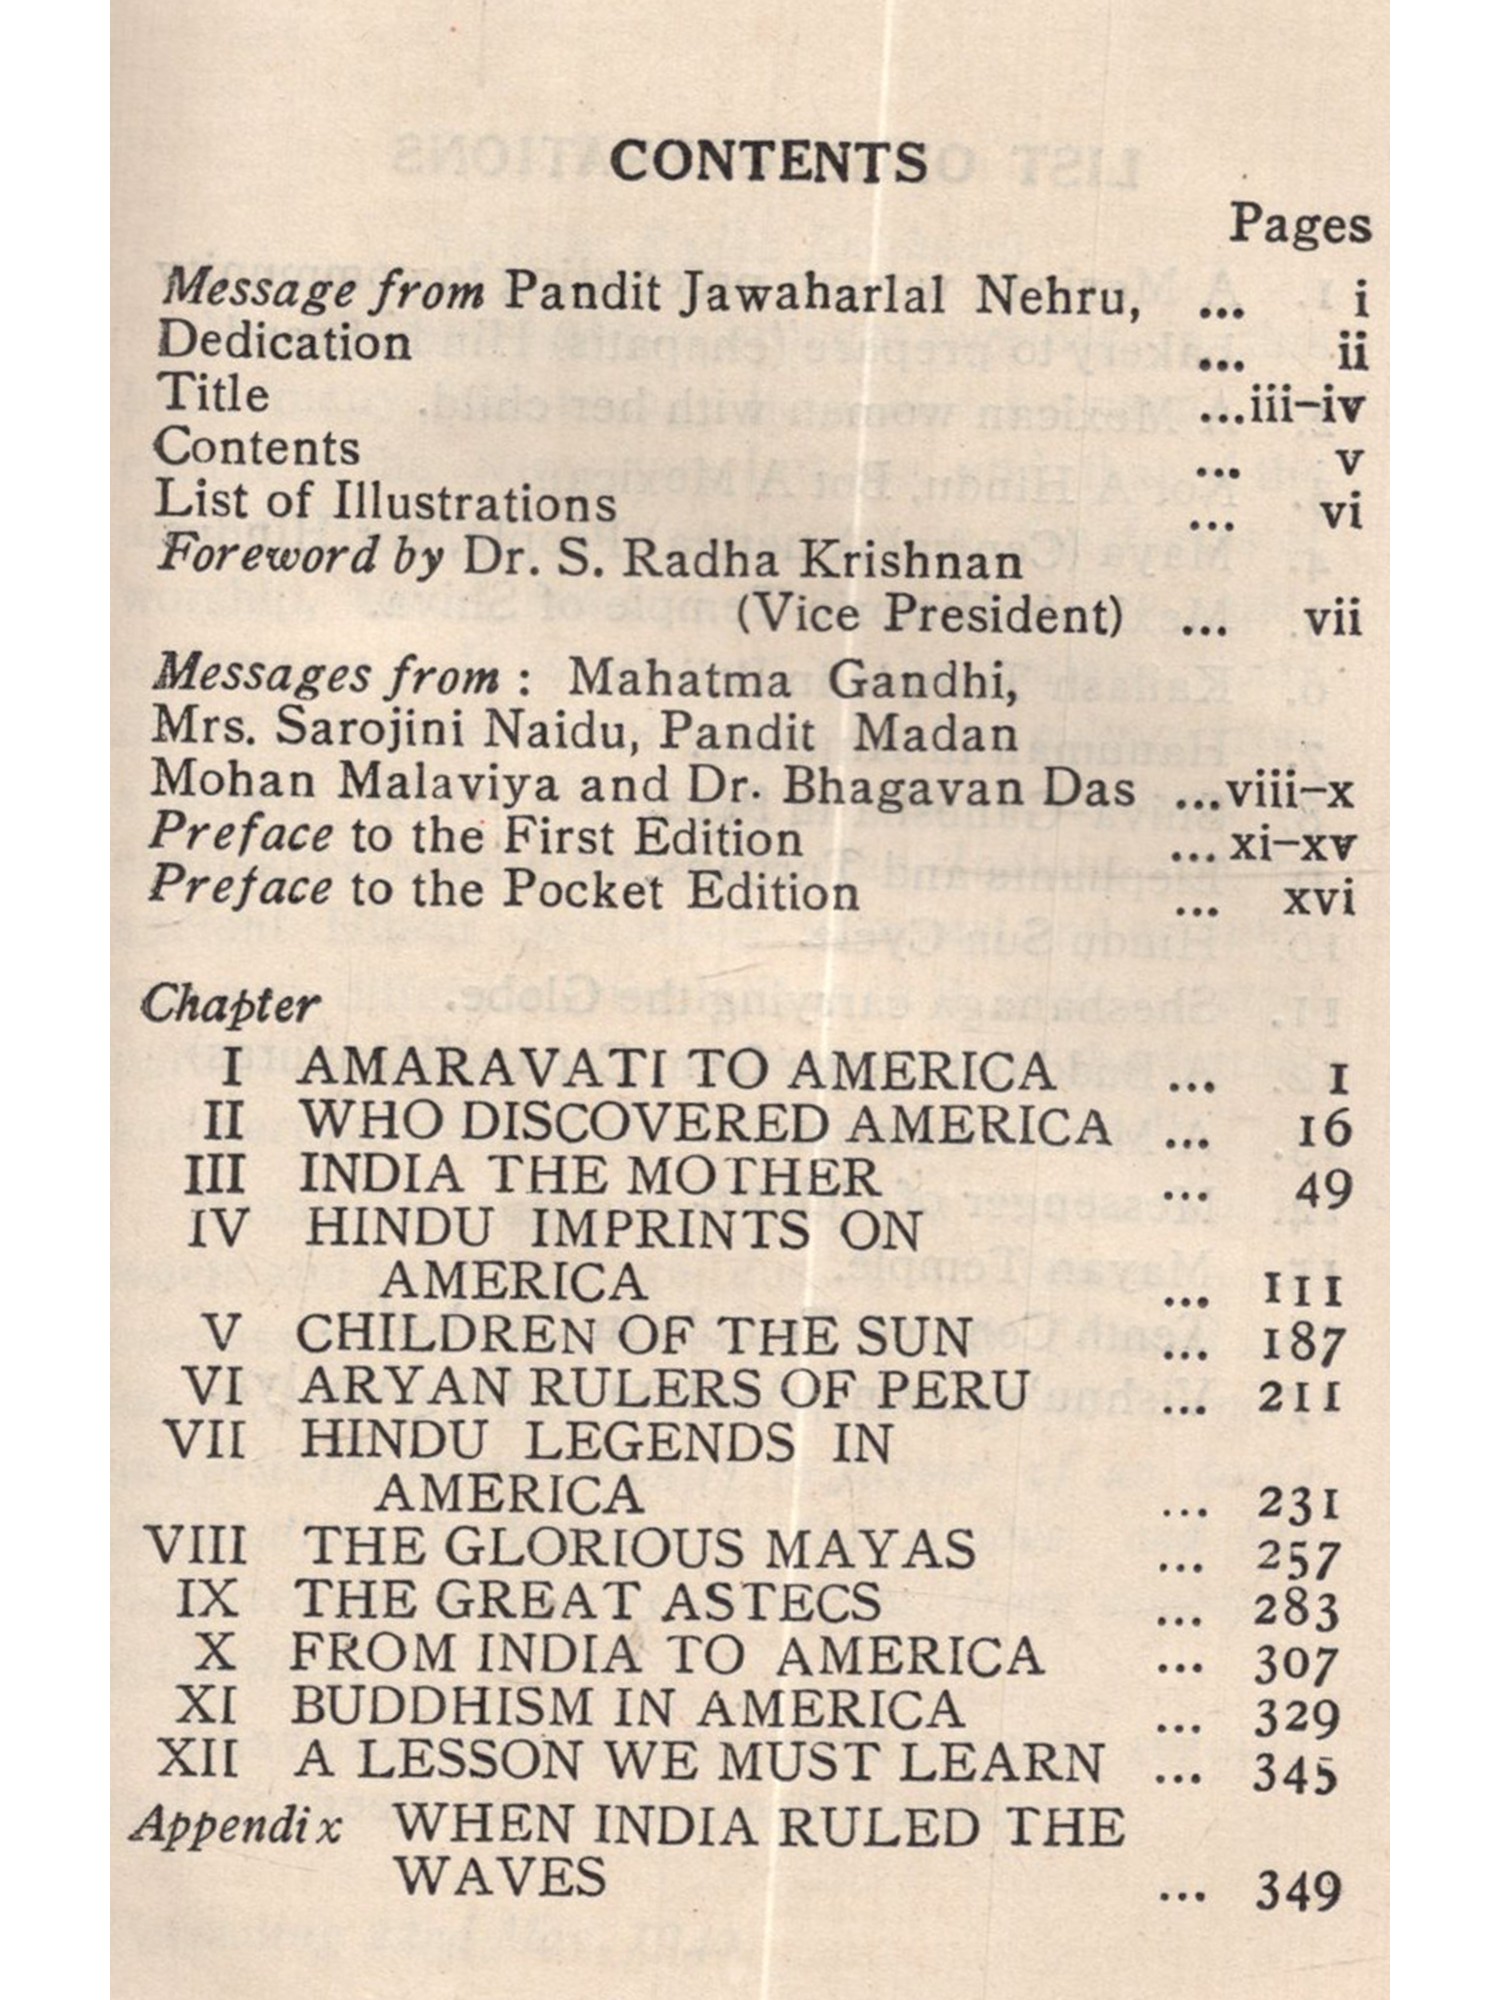 CONTENTS
Pages
Message from Pandit Jawaharlal Nehru, ... i
Dedication ... ii
Title ...iii-iv
Contents ... v
List of Illustrations ... vi
Foreword by Dr. S. Radha Krishnan
(Vice President) ... vii
Messages from : Mahatma Gandhi,
Mrs. Sarojini Naidu, Pandit Madan
Mohan Malaviya and Dr. Bhagavan Das ...viii-x
Preface to the First Edition ... xi-xv
Preface to the Pocket Edition ... xvi
Chapter
I AMARAVATI TO AMERICA ... 1
II WHO DISCOVERED AMERICA ... 16
III INDIA THE MOTHER ... 49
IV HINDU IMPRINTS ON
AMERICA ... 111
V CHILDREN OF THE SUN ... 187
VI ARYAN RULERS OF PERU ... 211
VII HINDU LEGENDS IN
AMERICA ... 231
VIII THE GLORIOUS MAYAS ... 257
IX THE GREAT ASTECS ... 283
X FROM INDIA TO AMERICA ... 307
XI BUDDHISM IN AMERICA ... 329
XII A LESSON WE MUST LEARN ... 345
Appendix WHEN INDIA RULED THE
WAVES ... 349